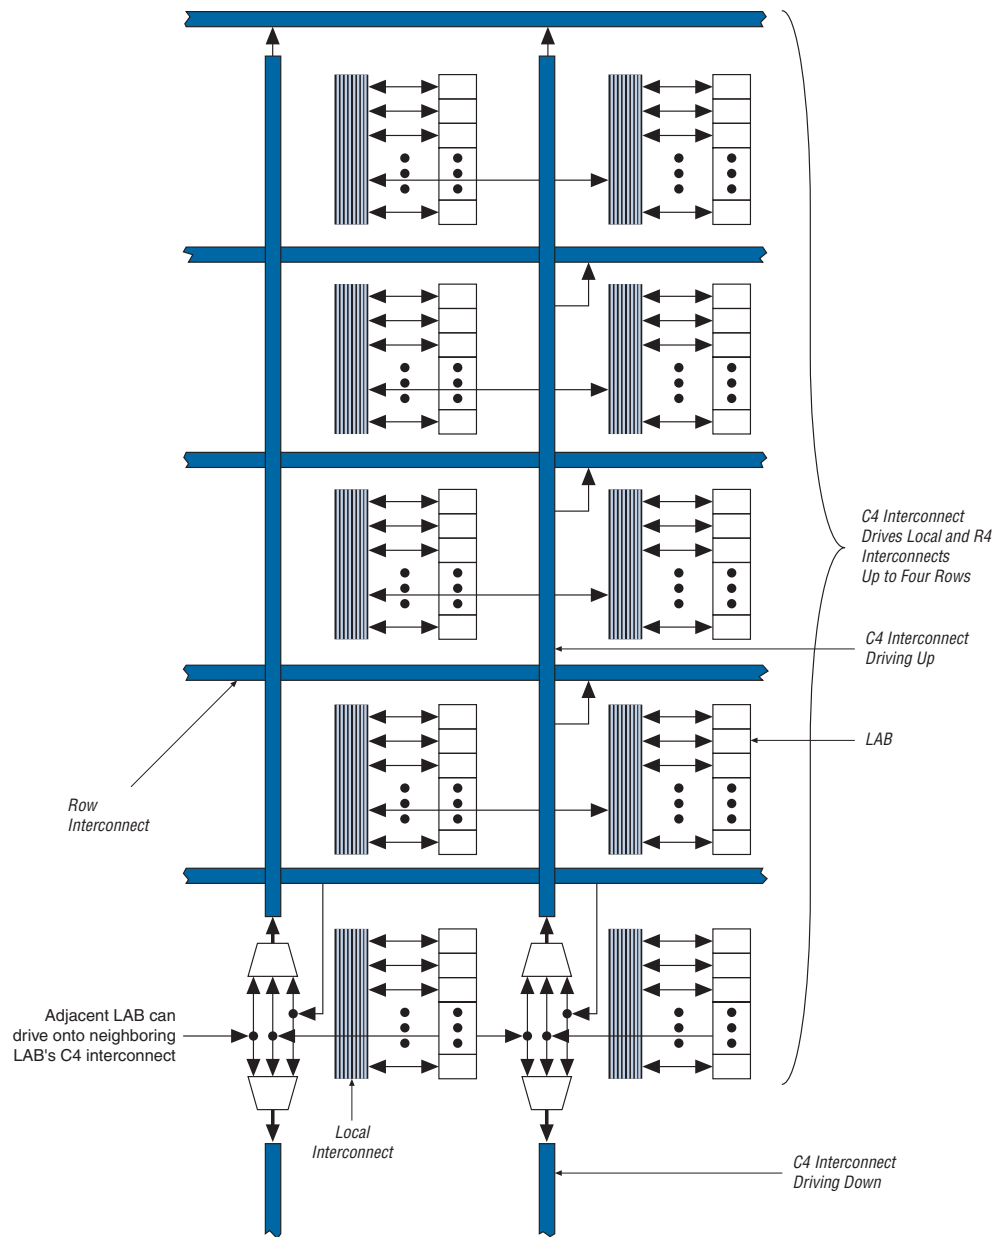 C4 Interconnect
Drives Local and R4
Interconnects
Up to Four Rows
C4 Interconnect
Driving Up
LAB
Row
Interconnect
Adjacent LAB can
drive onto neighboring
LAB's C4 interconnect
Local
Interconnect
C4 Interconnect
Driving Down